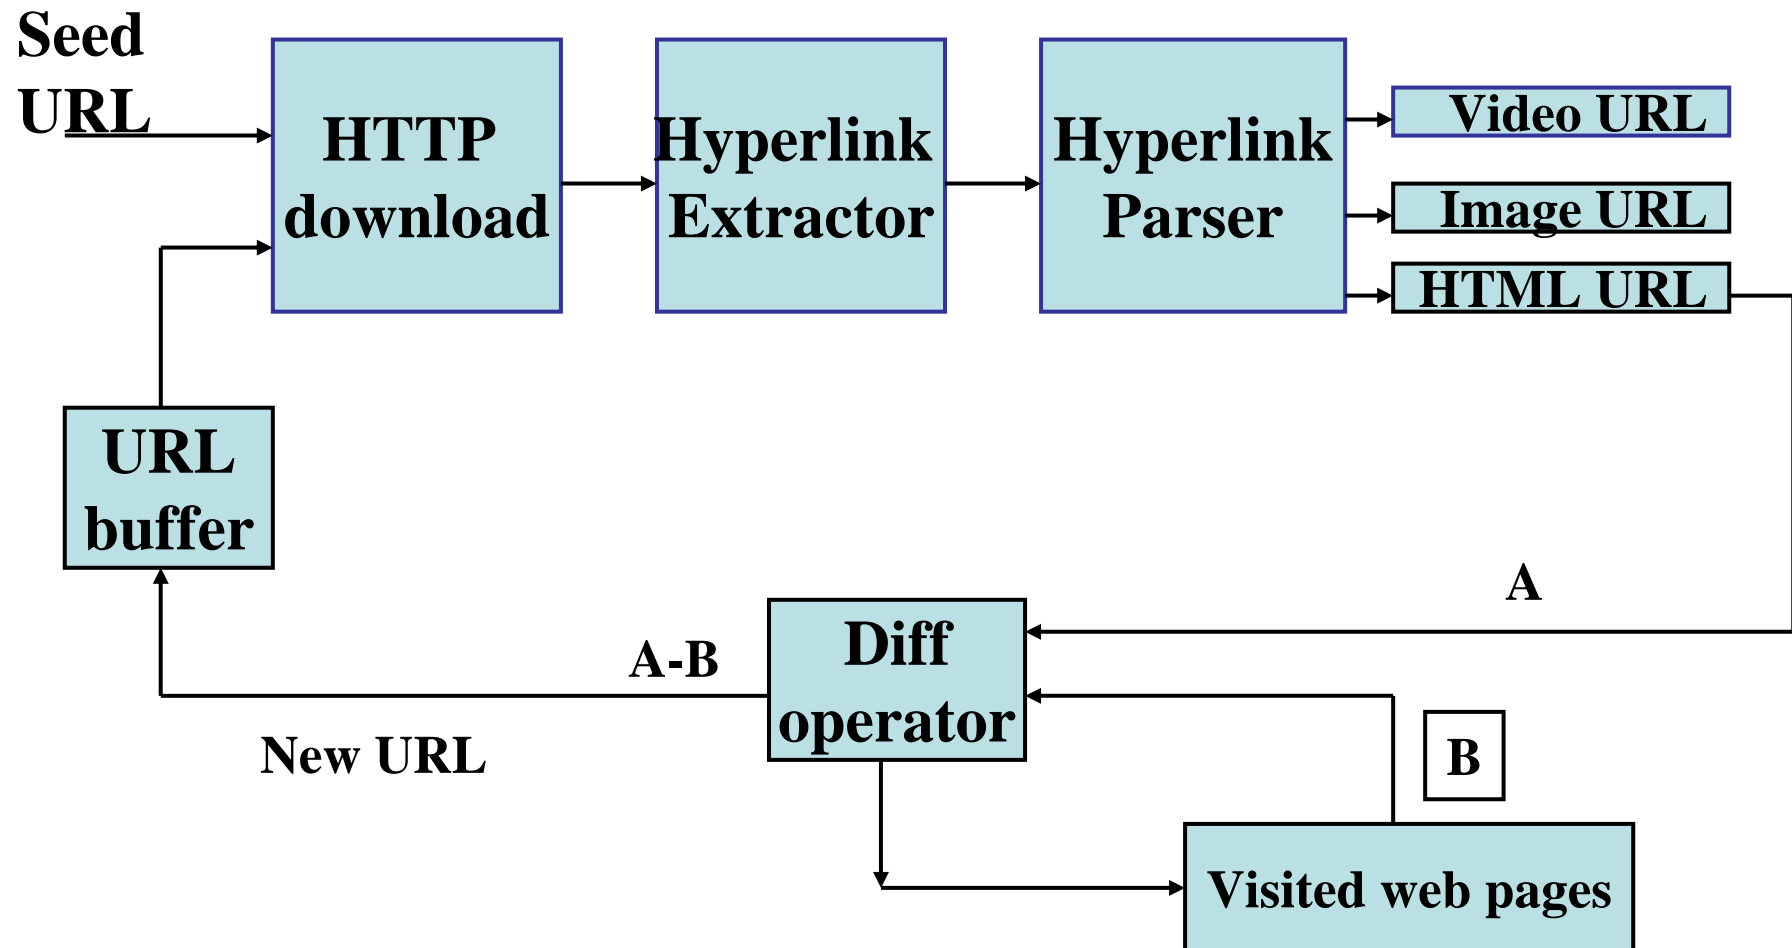 Seed
URL
HTTP
download
Hyperlink
Extractor
Hyperlink
Parser
Video URL
Image URL
HTML URL
URL
buffer
A
Diff
operator
A-B
New URL
B
Visited web pages